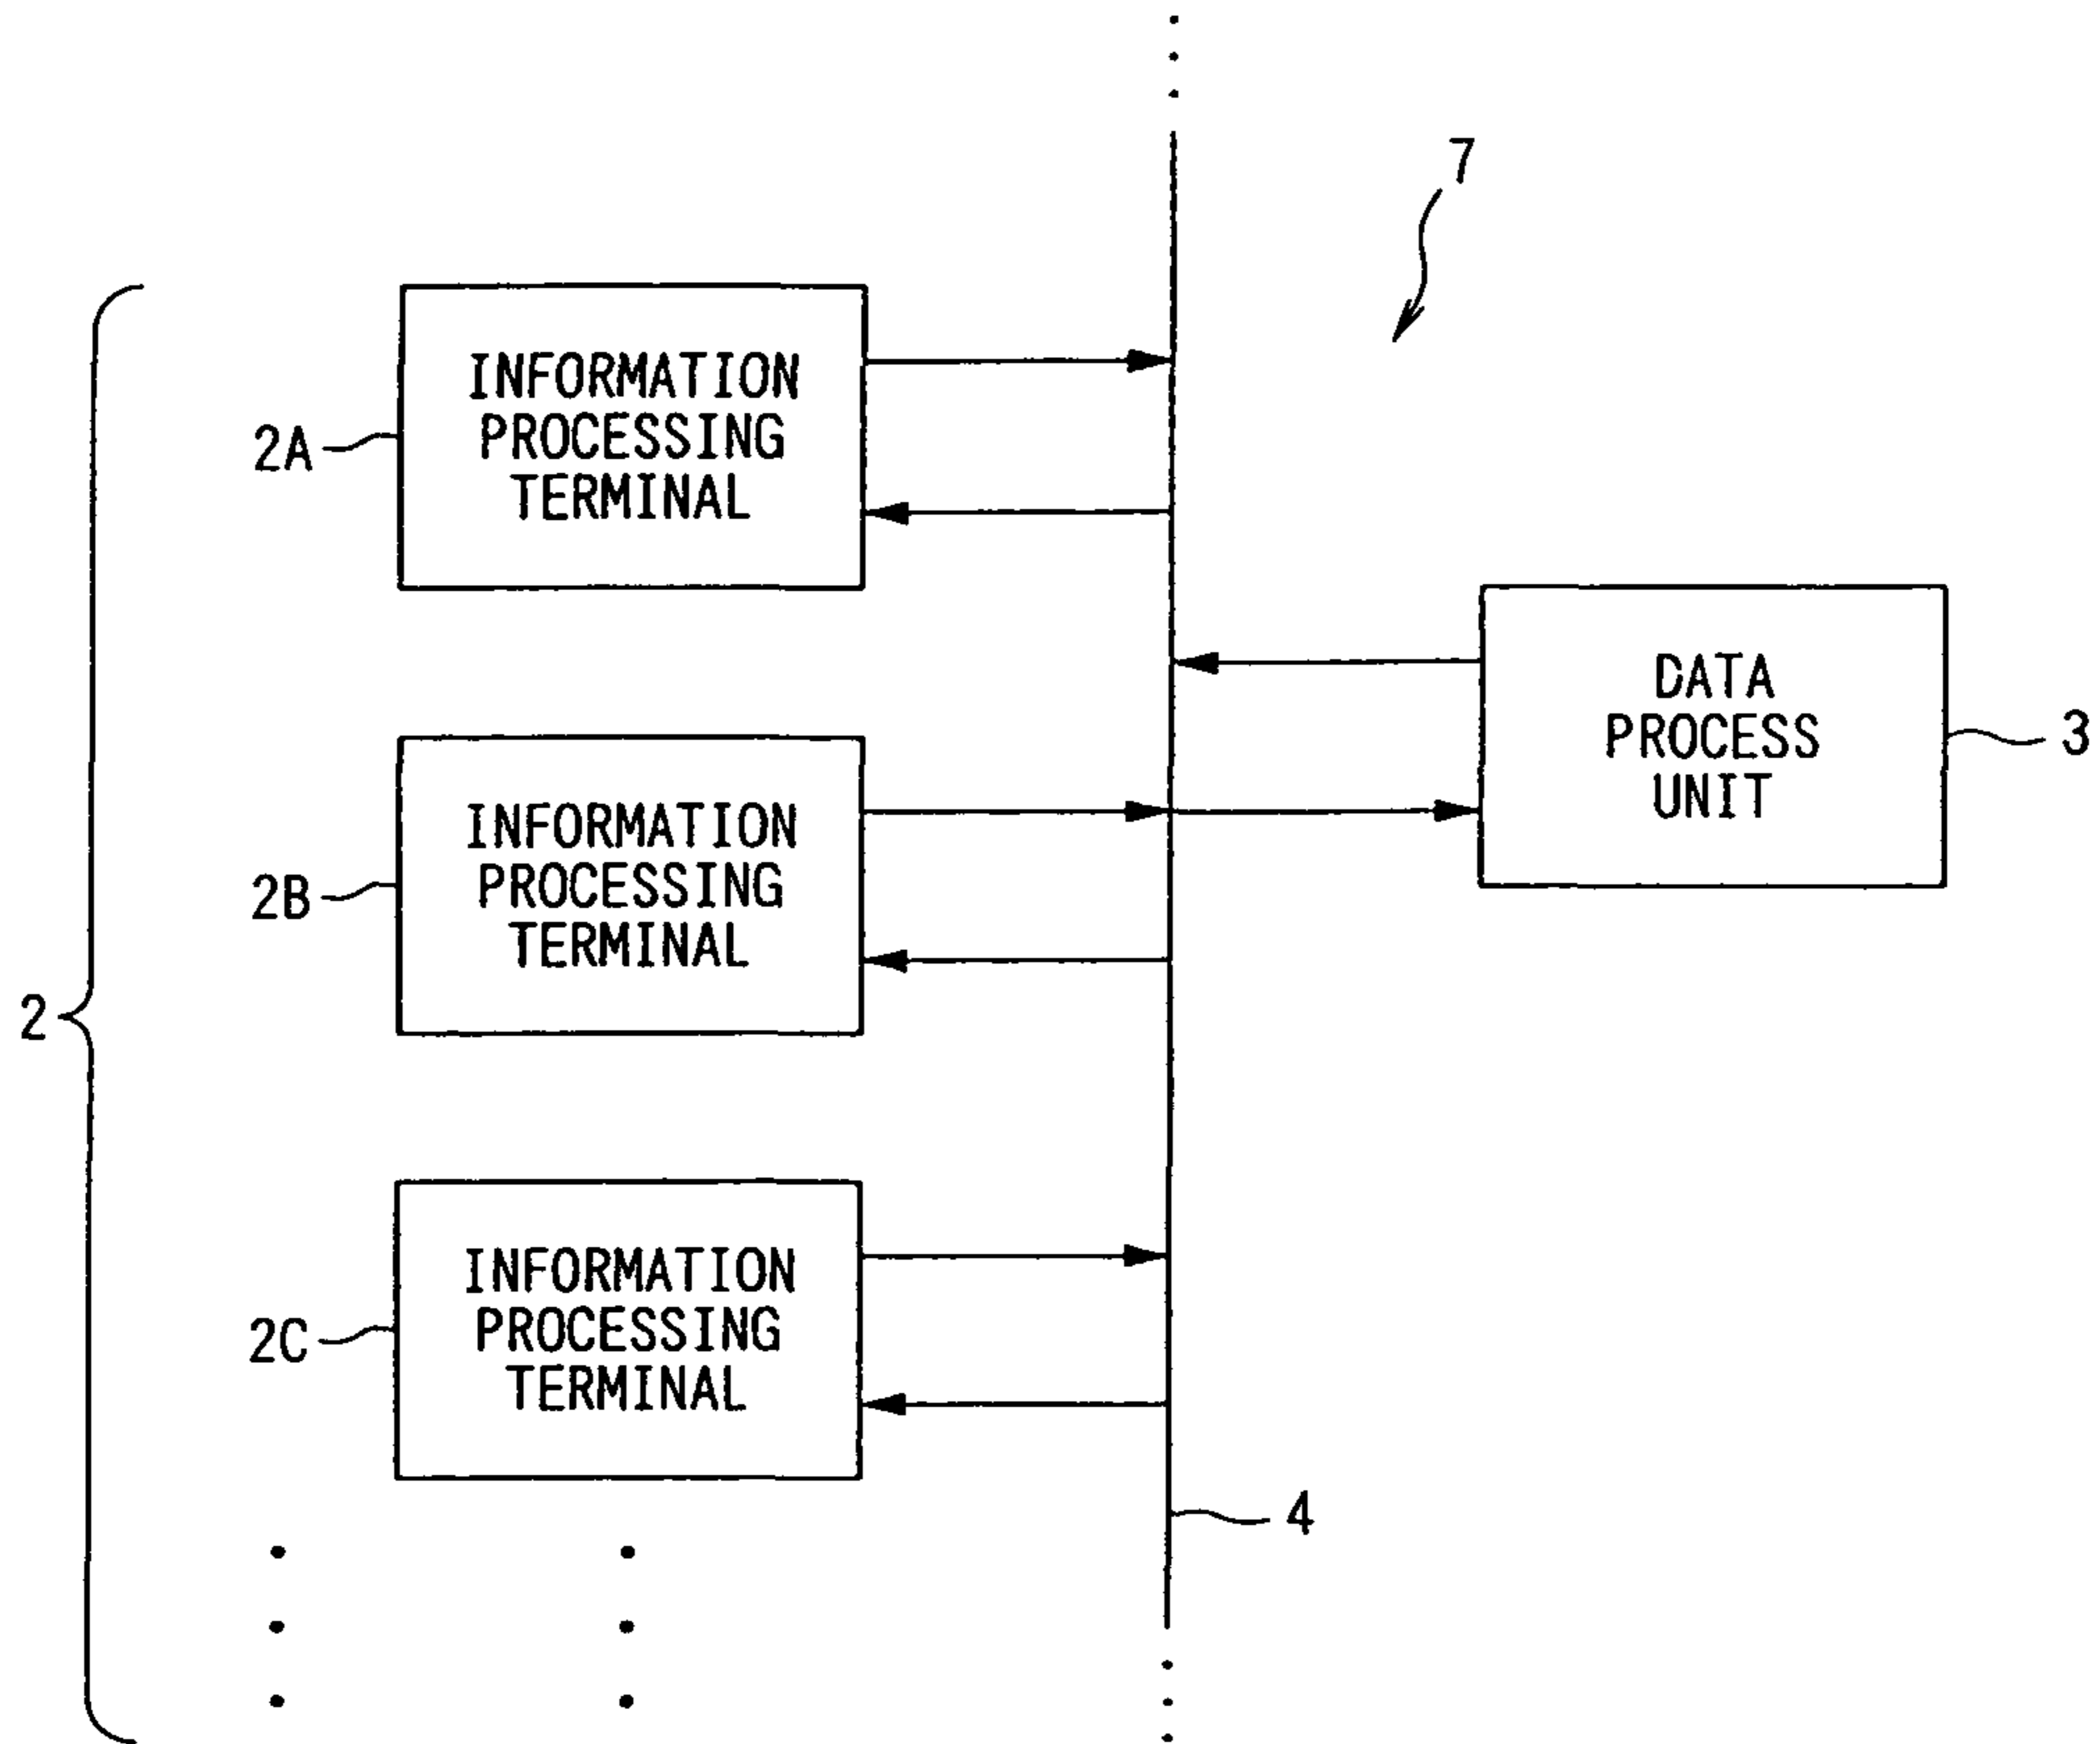 7
INFORMATION
PROCESSING
TERMINAL
2A
DATA
PROCESS
UNIT
3
INFORMATION
PROCESSING
TERMINAL
2B
2
INFORMATION
PROCESSING
TERMINAL
2C
4